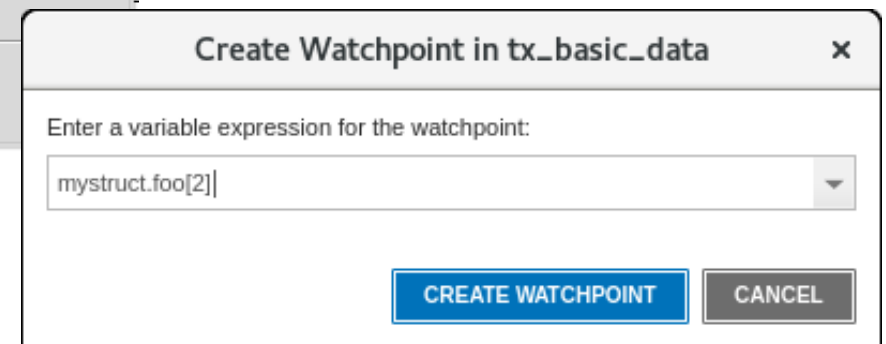 Create Watchpoint in tx_basic_data ×
Enter a variable expression for the watchpoint:
mystruct.foo[2]
CREATE WATCHPOINT CANCEL